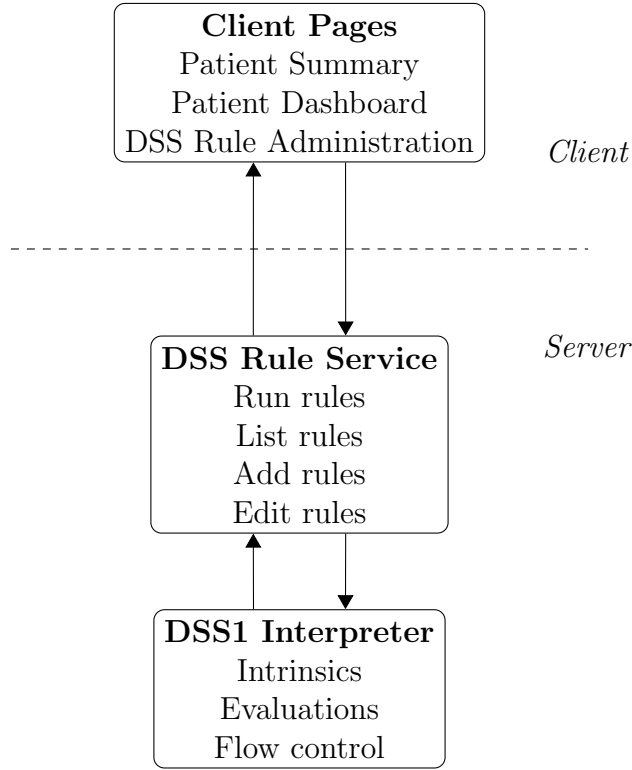 Client Pages
Patient Summary
Patient Dashboard
DSS Rule Administration
Client
Server
DSS Rule Service
Run rules
List rules
Add rules
Edit rules
DSS1 Interpreter
Intrinsics
Evaluations
Flow control